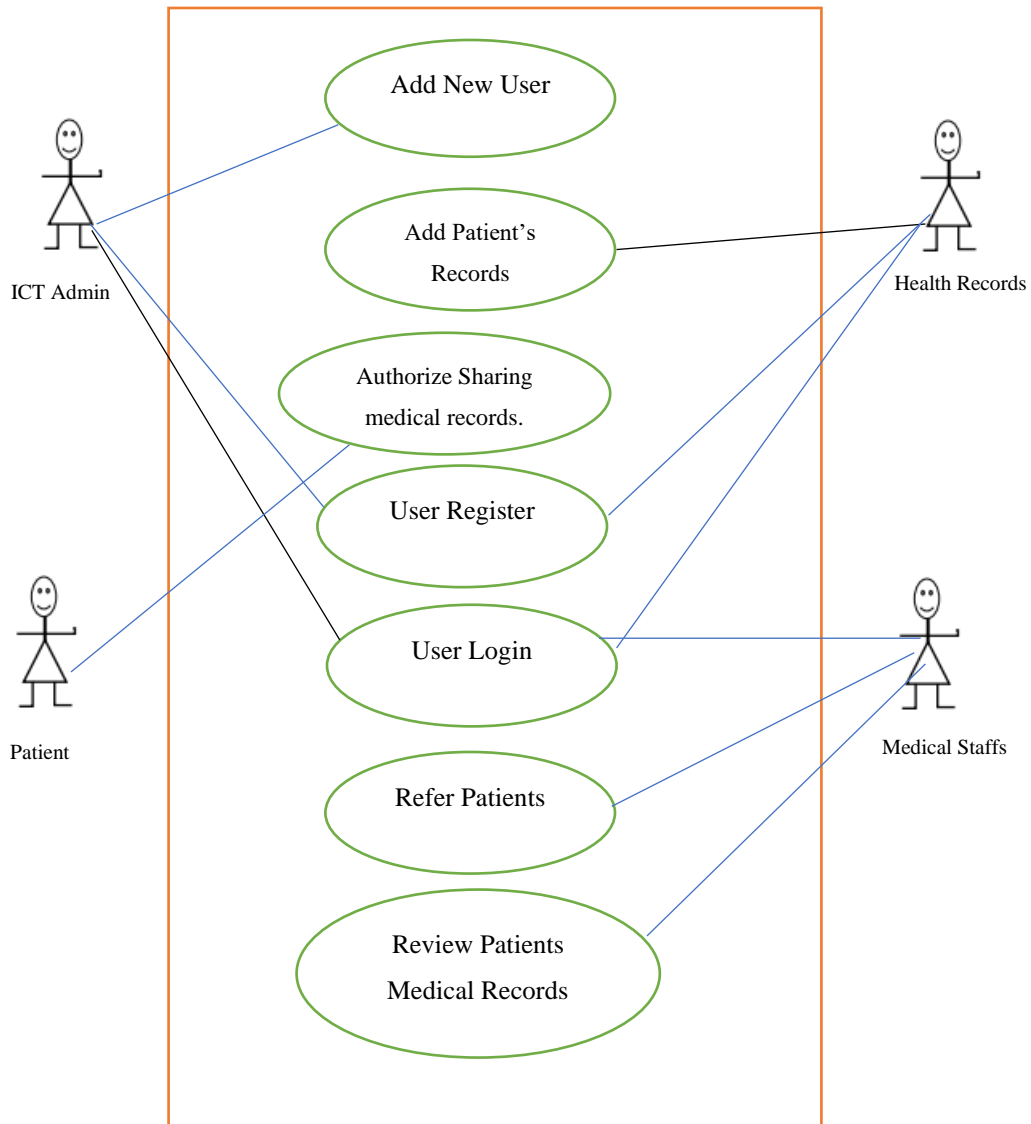 Add New User
Add Patient’s
Records
ICT Admin
Health Records
Authorize Sharing
medical records.
User Register
User Login
Patient
Medical Staffs
Refer Patients
Review Patients
Medical Records